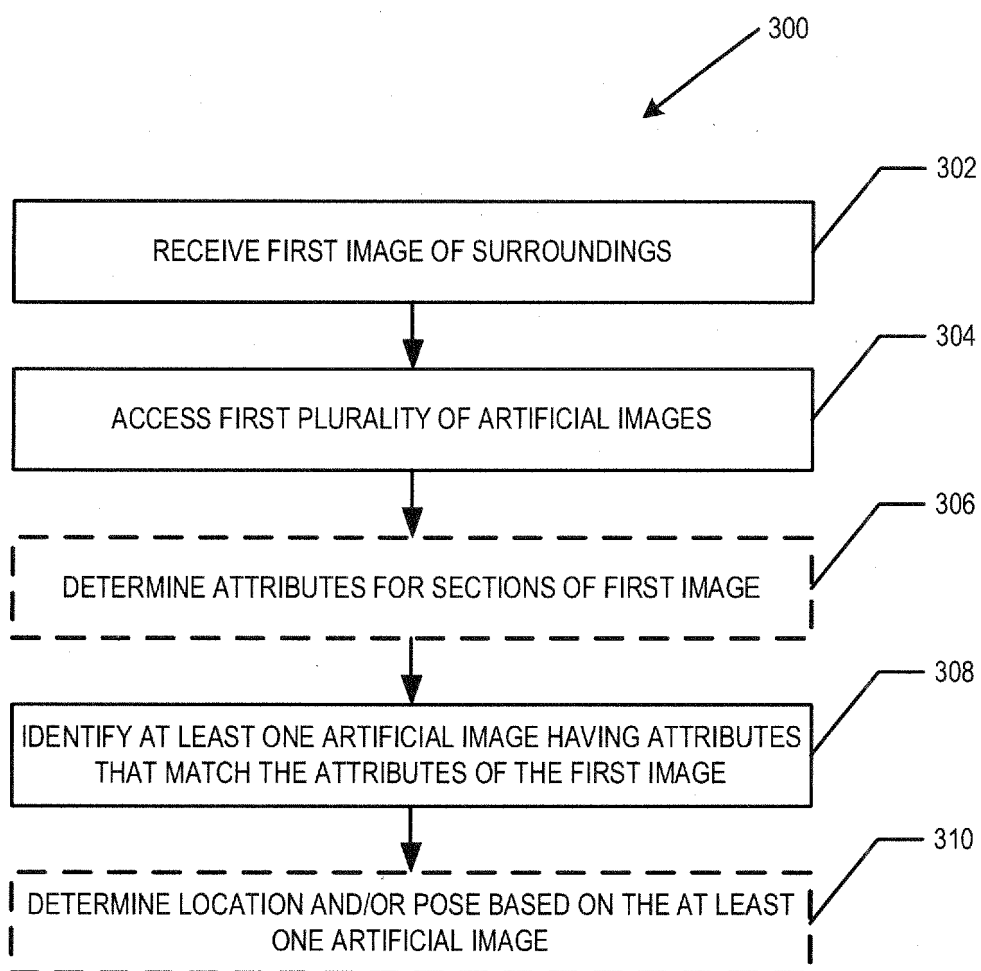 300
302
RECEIVE FIRST IMAGE OF SURROUNDINGS
304
ACCESS FIRST PLURALITY OF ARTIFICIAL IMAGES
306
DETERMINE ATTRIBUTES FOR SECTIONS OF FIRST IMAGE
308
IDENTIFY AT LEAST ONE ARTIFICIAL IMAGE HAVING ATTRIBUTES
THAT MATCH THE ATTRIBUTES OF THE FIRST IMAGE
310
DETERMINE LOCATION AND/OR POSE BASED ON THE AT LEAST
ONE ARTIFICIAL IMAGE